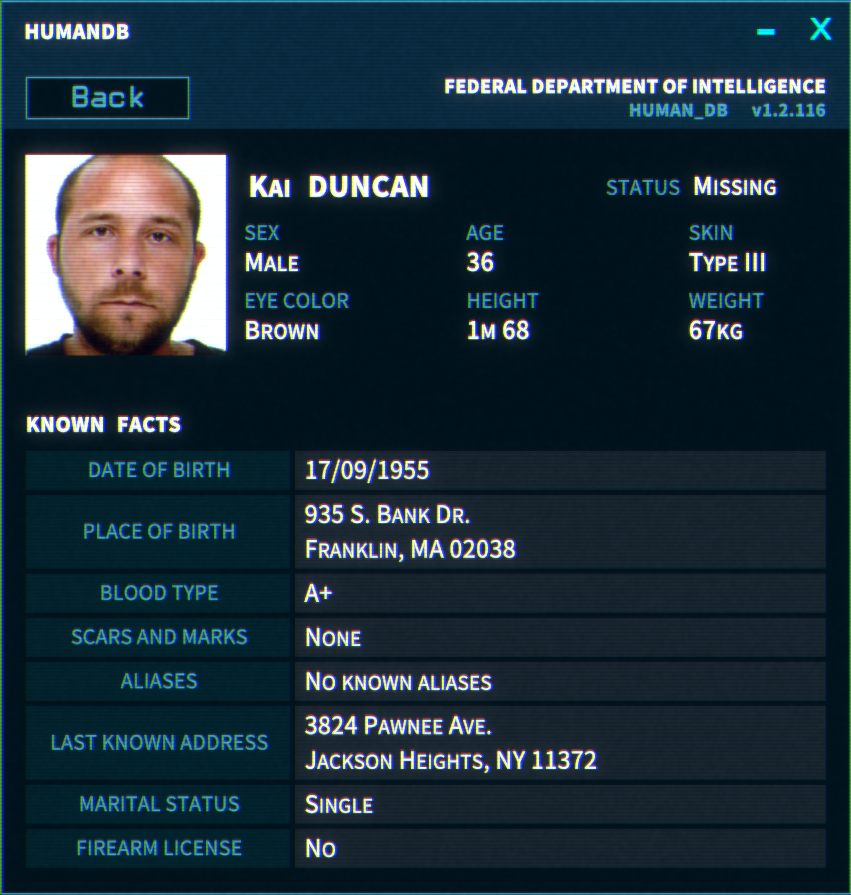 HUMANDB
– X
Back
FEDERAL DEPARTMENT OF INTELLIGENCE
HUMAN_DB v1.2.116
KAI DUNCAN
STATUS MISSING
SEX AGE SKIN
MALE 36 TYPE III
EYE COLOR HEIGHT WEIGHT
BROWN 1M 68 67KG
KNOWN FACTS
DATE OF BIRTH 17/09/1955
PLACE OF BIRTH 935 S. BANK DR.
FRANKLIN, MA 02038
BLOOD TYPE A+
SCARS AND MARKS NONE
ALIASES NO KNOWN ALIASES
LAST KNOWN ADDRESS 3824 PAWNEE AVE.
JACKSON HEIGHTS, NY 11372
MARITAL STATUS SINGLE
FIREARM LICENSE NO